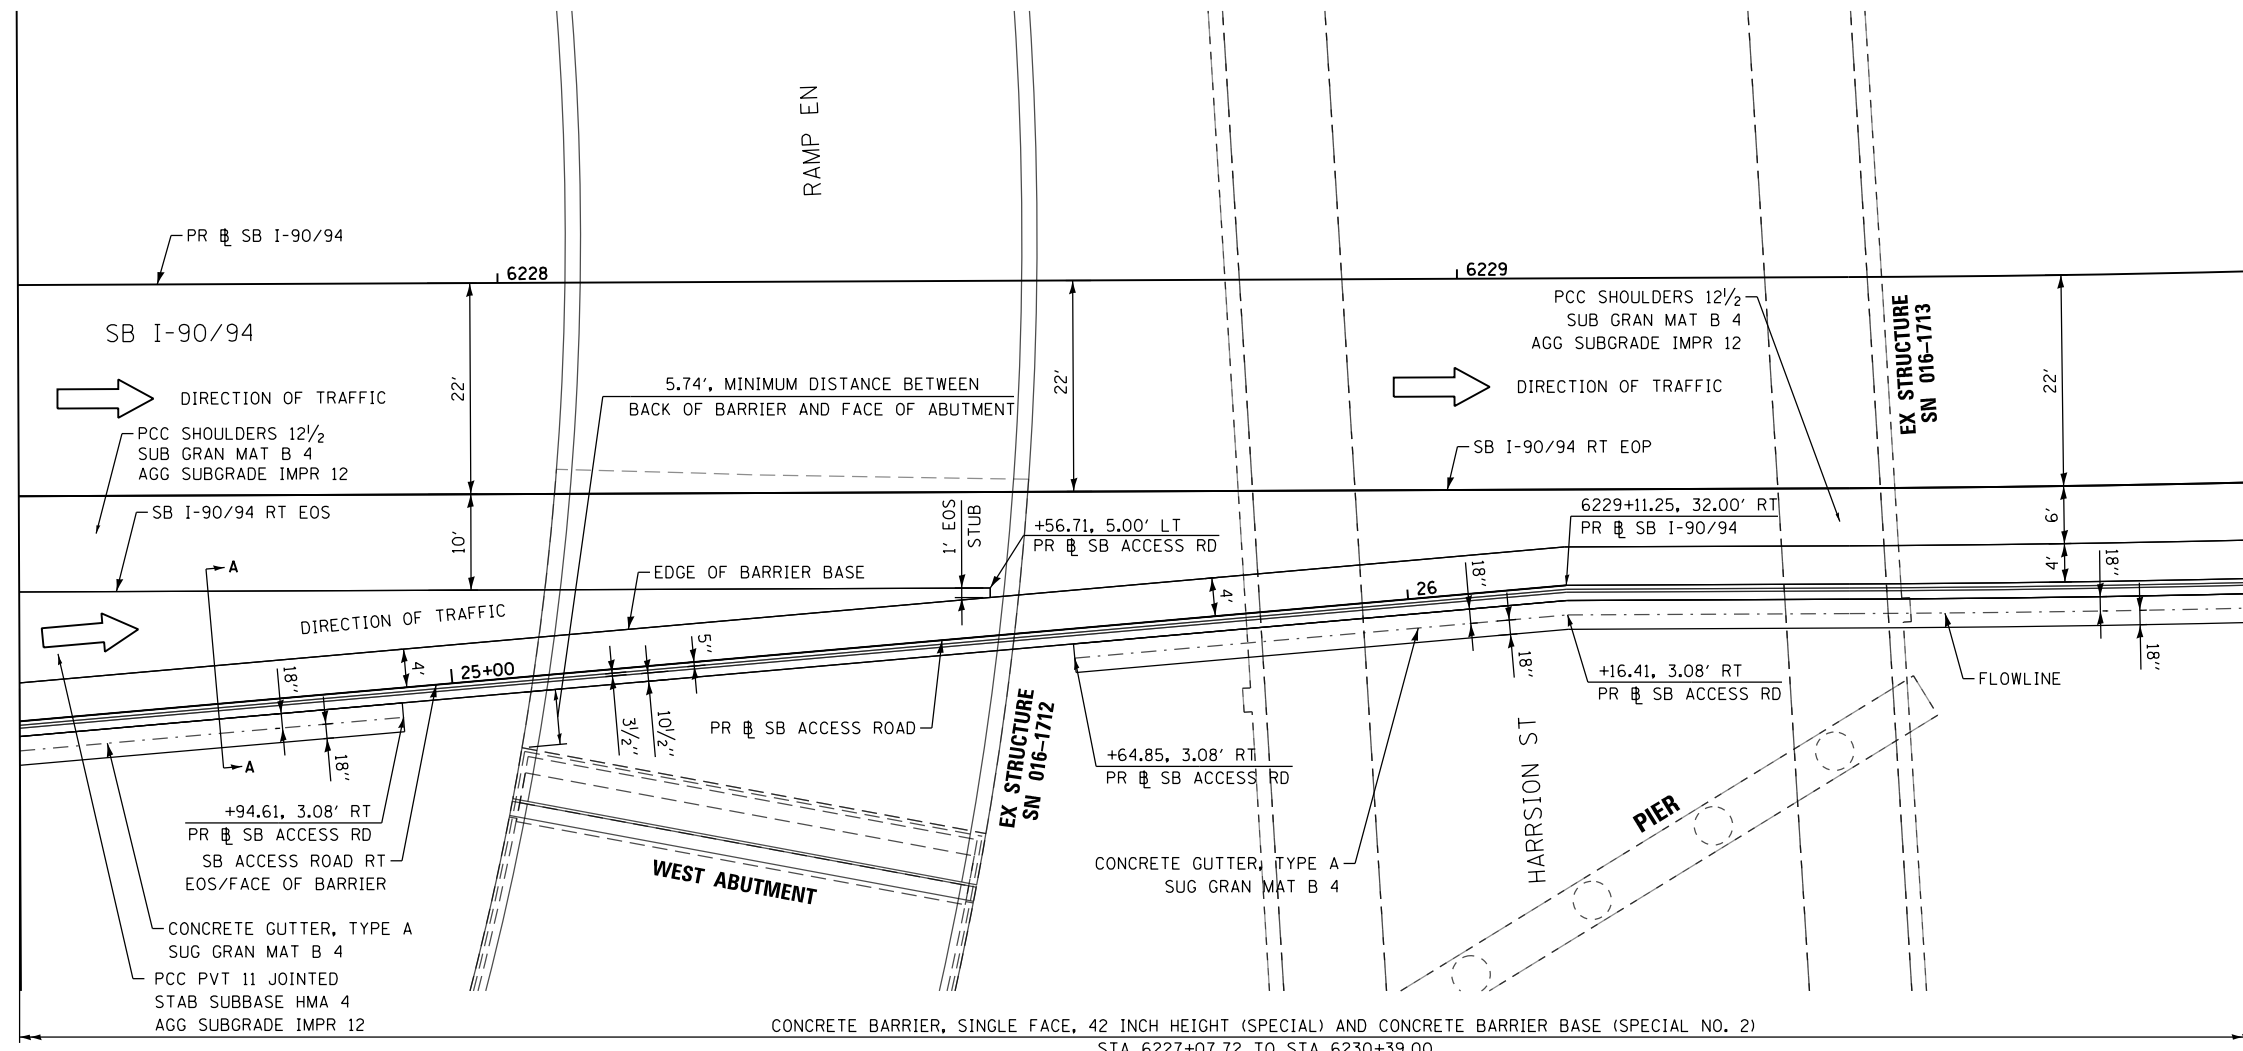 RAMP EN
PR ⅊ SB I-90/94
6228
6229
SB I-90/94
DIRECTION OF TRAFFIC
PCC SHOULDERS 12½
SUB GRAN MAT B 4
AGG SUBGRADE IMPR 12
SB I-90/94 RT EOS
22'
10'
5.74', MINIMUM DISTANCE BETWEEN
BACK OF BARRIER AND FACE OF ABUTMENT
22'
DIRECTION OF TRAFFIC
PCC SHOULDERS 12½
SUB GRAN MAT B 4
AGG SUBGRADE IMPR 12
EX STRUCTURE
SN 016-1713
22'
SB I-90/94 RT EOP
6229+11.25, 32.00' RT
PR ⅊ SB I-90/94
6'
4'
18''
18''
1' EOS
STUB
+56.71, 5.00' LT
PR ⅊ SB ACCESS RD
EDGE OF BARRIER BASE
A
DIRECTION OF TRAFFIC
4'
26
18''
18''
4'
25+00
5''
18''
18''
3½''
10½''
A
PR ⅊ SB ACCESS ROAD
EX STRUCTURE
SN 016-1712
+64.85, 3.08' RT
PR ⅊ SB ACCESS RD
+16.41, 3.08' RT
PR ⅊ SB ACCESS RD
FLOWLINE
HARRSION ST
PIER
+94.61, 3.08' RT
PR ⅊ SB ACCESS RD
SB ACCESS ROAD RT
EOS/FACE OF BARRIER
WEST ABUTMENT
CONCRETE GUTTER, TYPE A
SUG GRAN MAT B 4
CONCRETE GUTTER, TYPE A
SUG GRAN MAT B 4
PCC PVT 11 JOINTED
STAB SUBBASE HMA 4
AGG SUBGRADE IMPR 12
CONCRETE BARRIER, SINGLE FACE, 42 INCH HEIGHT (SPECIAL) AND CONCRETE BARRIER BASE (SPECIAL NO. 2)
STA 6227+07.72 TO STA 6230+39.00